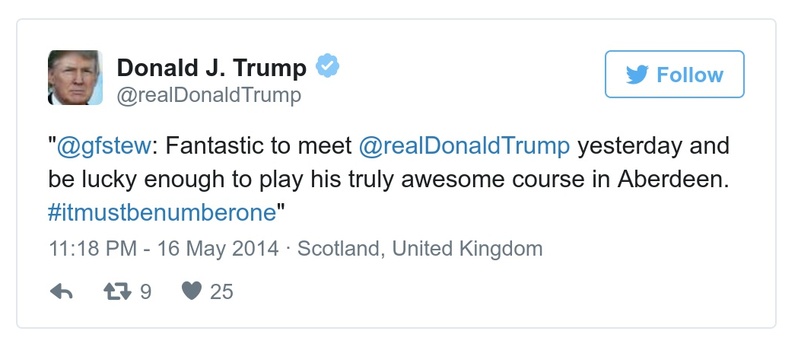 Donald J. Trump
@realDonaldTrump
Follow
"@gfstew: Fantastic to meet @realDonaldTrump yesterday and
be lucky enough to play his truly awesome course in Aberdeen.
#itmustbenumberone"
11:18 PM - 16 May 2014 · Scotland, United Kingdom
9 25